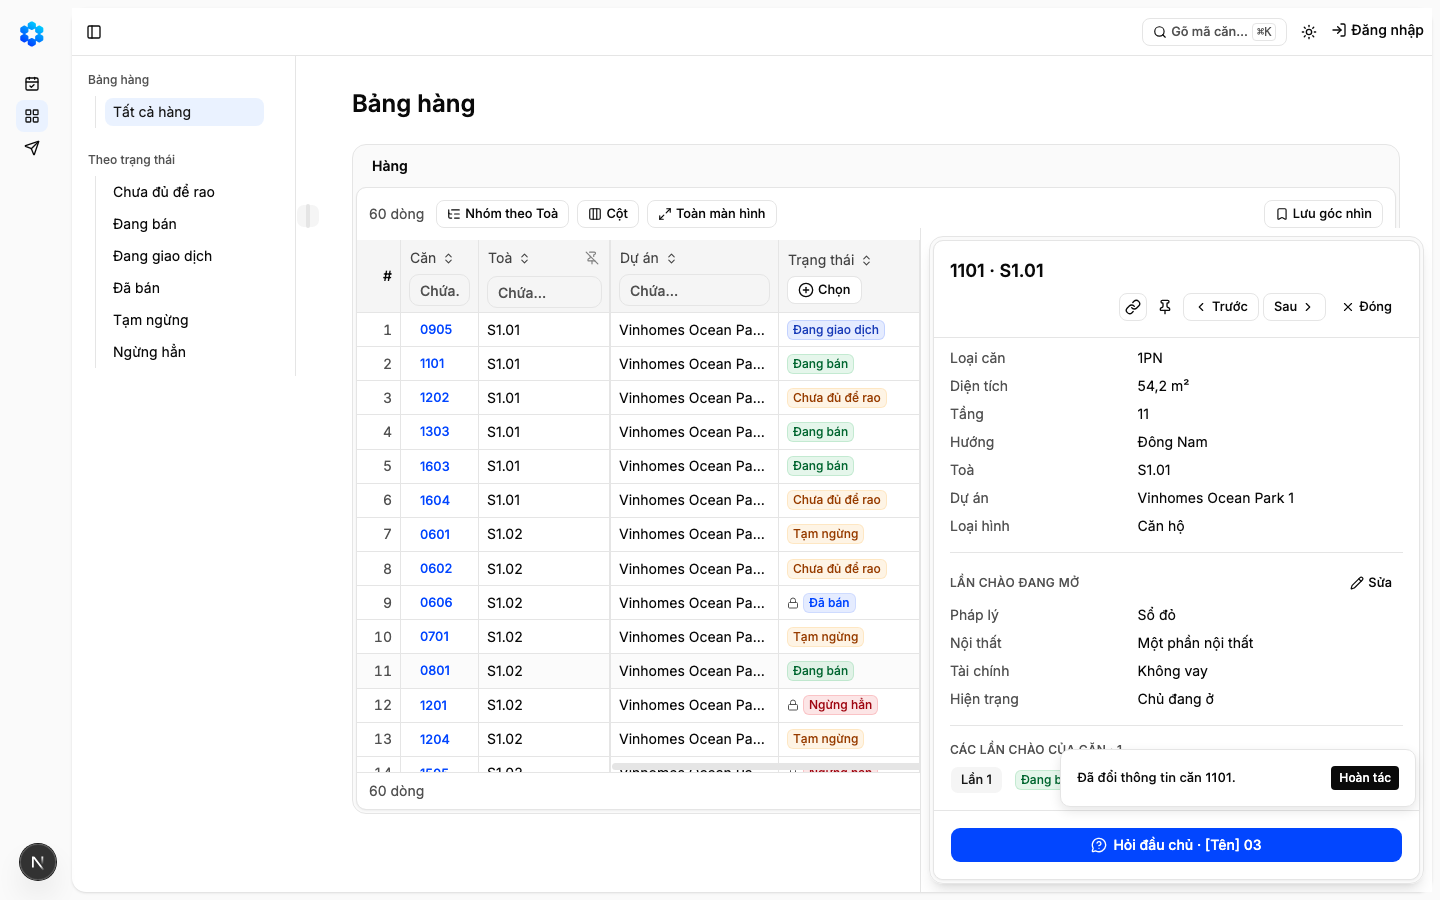 Gõ mã căn... ⌘K
Đăng nhập
Bảng hàng
Tất cả hàng
Theo trạng thái
Chưa đủ để rao
Đang bán
Đang giao dịch
Đã bán
Tạm ngừng
Ngừng hẳn
Bảng hàng
Hàng
60 dòng Nhóm theo Toà Cột Toàn màn hình Lưu góc nhìn
# Căn Toà Dự án Trạng thái
Chứa. Chứa... Chứa... Chọn
1 0905 S1.01 Vinhomes Ocean Pa... Đang giao dịch
2 1101 S1.01 Vinhomes Ocean Pa... Đang bán
3 1202 S1.01 Vinhomes Ocean Pa... Chưa đủ để rao
4 1303 S1.01 Vinhomes Ocean Pa... Đang bán
5 1603 S1.01 Vinhomes Ocean Pa... Đang bán
6 1604 S1.01 Vinhomes Ocean Pa... Chưa đủ để rao
7 0601 S1.02 Vinhomes Ocean Pa... Tạm ngừng
8 0602 S1.02 Vinhomes Ocean Pa... Chưa đủ để rao
9 0606 S1.02 Vinhomes Ocean Pa... Đã bán
10 0701 S1.02 Vinhomes Ocean Pa... Tạm ngừng
11 0801 S1.02 Vinhomes Ocean Pa... Đang bán
12 1201 S1.02 Vinhomes Ocean Pa... Ngừng hẳn
13 1204 S1.02 Vinhomes Ocean Pa... Tạm ngừng
60 dòng
1101 · S1.01
Trước Sau Đóng
Loại căn 1PN
Diện tích 54,2 m²
Tầng 11
Hướng Đông Nam
Toà S1.01
Dự án Vinhomes Ocean Park 1
Loại hình Căn hộ
LẦN CHÀO ĐANG MỞ Sửa
Pháp lý Sổ đỏ
Nội thất Một phần nội thất
Tài chính Không vay
Hiện trạng Chủ đang ở
CÁC LẦN CHÀO CỦA CĂN · 1
Lần 1 Đang b
Đã đổi thông tin căn 1101. Hoàn tác
Hỏi đầu chủ · [Tên] 03
N